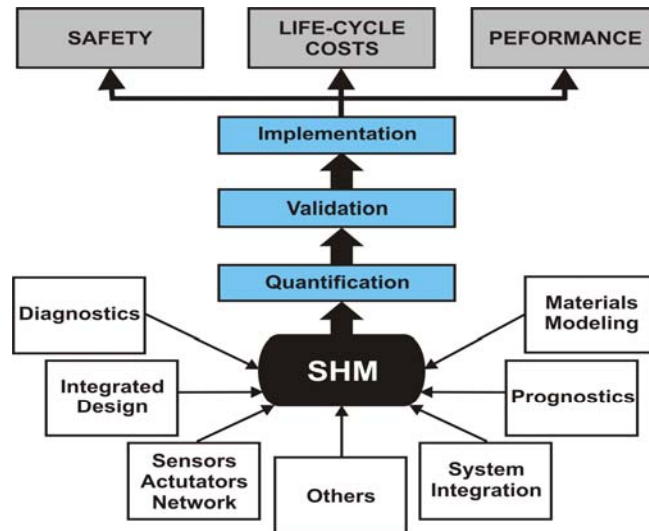 SAFETY
LIFE-CYCLE
COSTS
PEFORMANCE
Implementation
Validation
Quantification
Diagnostics
Materials
Modeling
SHM
Integrated
Design
Prognostics
Sensors
Actutators
Network
Others
System
Integration